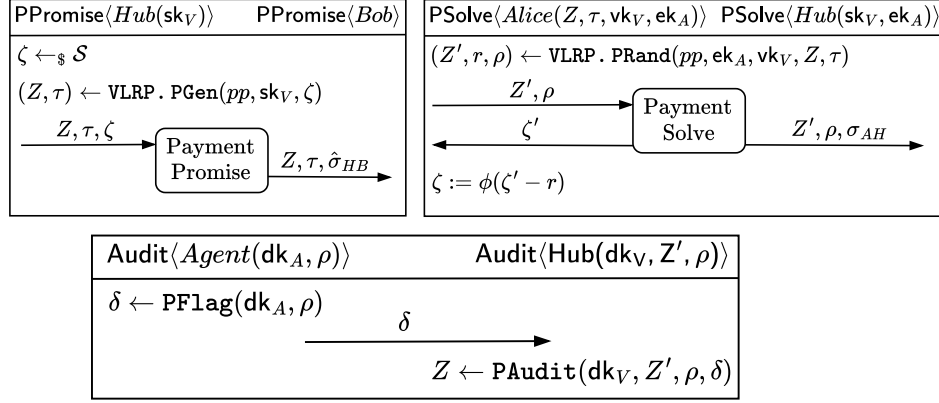 PPromise⟨Hub(sk_V)⟩ PPromise⟨Bob⟩
ζ ←_$ S
(Z, τ) ← VLRP.PGen(pp, sk_V, ζ)
Z, τ, ζ
Payment
Promise
Z, τ, σ̂_HB
PSolve⟨Alice(Z, τ, vk_V, ek_A)⟩ PSolve⟨Hub(sk_V, ek_A)⟩
(Z′, r, ρ) ← VLRP.PRand(pp, ek_A, vk_V, Z, τ)
Z′, ρ
Payment
Solve
ζ′
Z′, ρ, σ_AH
ζ := ϕ(ζ′ − r)
Audit⟨Agent(dk_A, ρ)⟩ Audit⟨Hub(dk_V, Z′, ρ)⟩
δ ← PFlag(dk_A, ρ)
δ
Z ← PAudit(dk_V, Z′, ρ, δ)